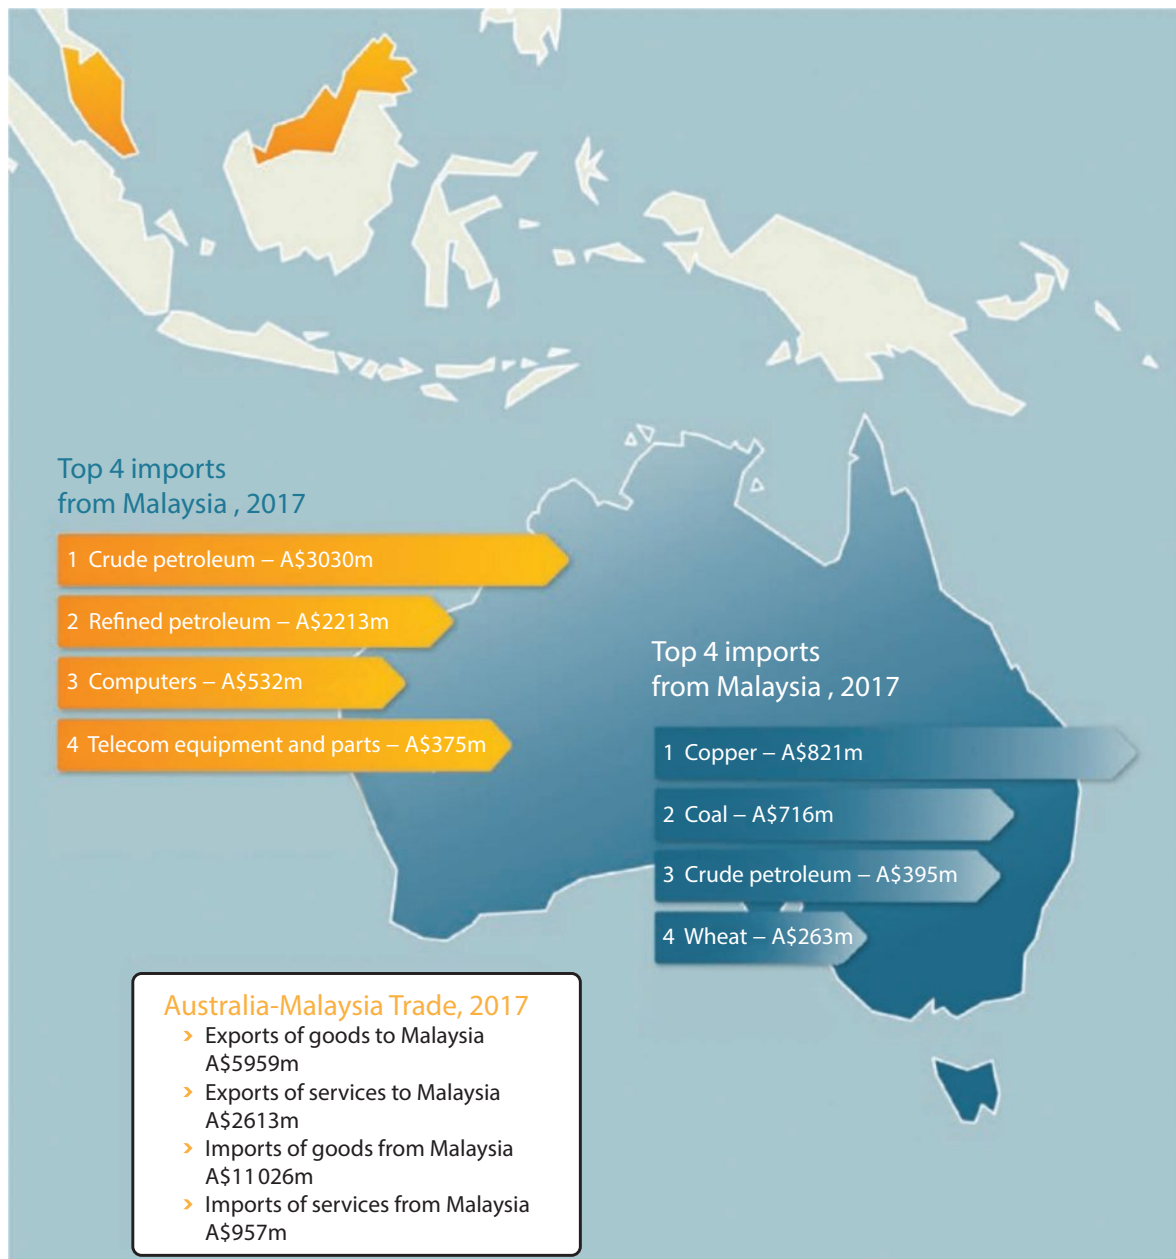 Top 4 imports
from Malaysia , 2017
1 Crude petroleum – A$3030m
2 Refined petroleum – A$2213m
3 Computers – A$532m
4 Telecom equipment and parts – A$375m
Top 4 imports
from Malaysia , 2017
1 Copper – A$821m
2 Coal – A$716m
3 Crude petroleum – A$395m
4 Wheat – A$263m
Australia-Malaysia Trade, 2017
› Exports of goods to Malaysia
A$5959m
› Exports of services to Malaysia
A$2613m
› Imports of goods from Malaysia
A$11 026m
› Imports of services from Malaysia
A$957m